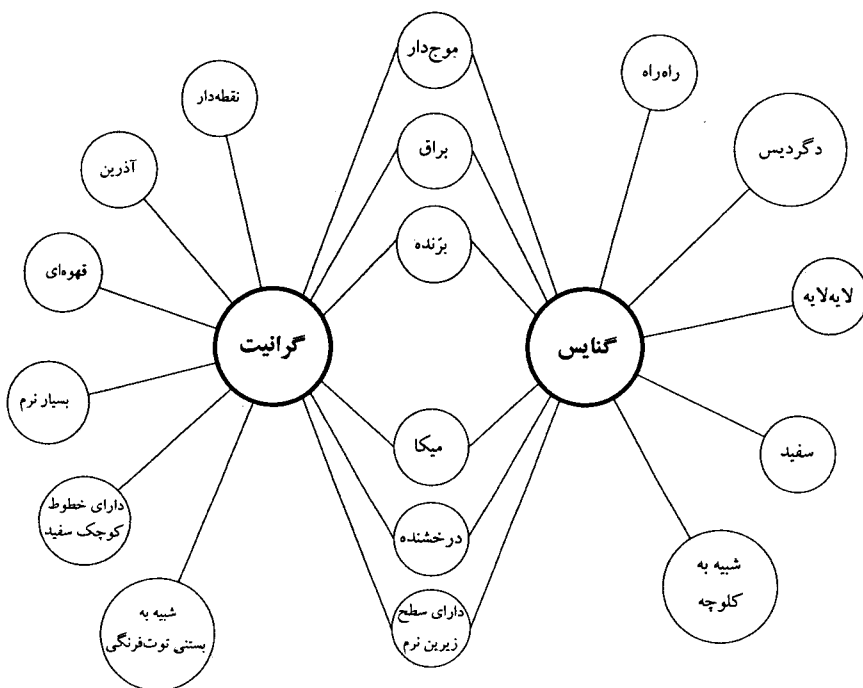 موج‌دار
راه‌راه
نقطه‌دار
دگردیس
براق
آذرین
برّنده
قهوه‌ای
لایه‌لایه
گنایس
گرانیت
بسیار نرم
میکا
سفید
دارای خطوط
کوچک سفید
درخشنده
شبیه به
کلوچه
دارای سطح
زیرین نرم
شبیه به
بستنی توت‌فرنگی